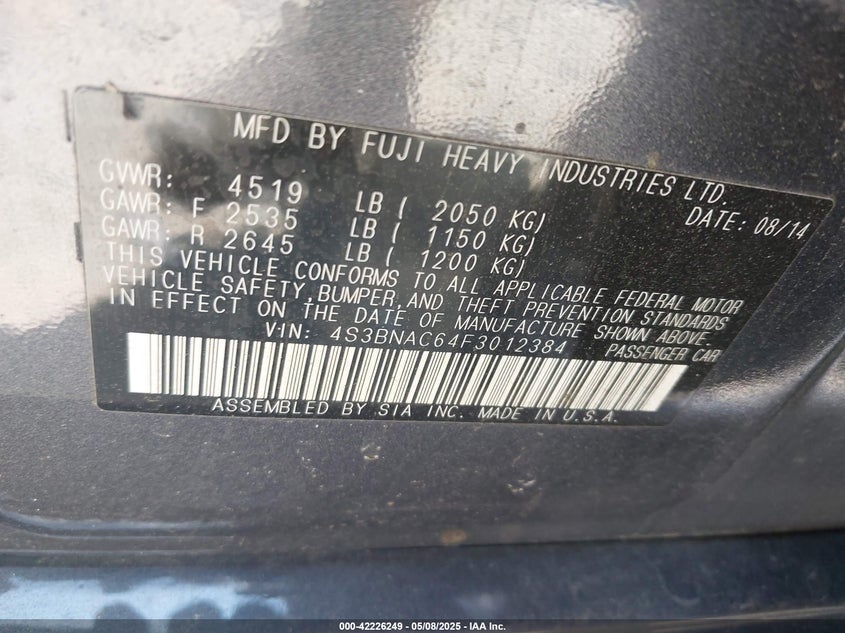 MFD BY FUJI HEAVY INDUSTRIES LTD.
GVWR: 4519 LB ( 2050 KG) DATE: 08/14
GAWR: F 2535 LB ( 1150 KG)
GAWR: R 2645 LB ( 1200 KG)
THIS VEHICLE CONFORMS TO ALL APPLICABLE FEDERAL MOTOR
VEHICLE SAFETY, BUMPER, AND THEFT PREVENTION STANDARDS
IN EFFECT ON THE DATE OF MANUFACTURE SHOWN ABOVE.
VIN: 4S3BNAC64F3012384 PASSENGER CAR
ASSEMBLED BY SIA INC. MADE IN U.S.A.
000-42226249 - 05/08/2025 - IAA Inc.